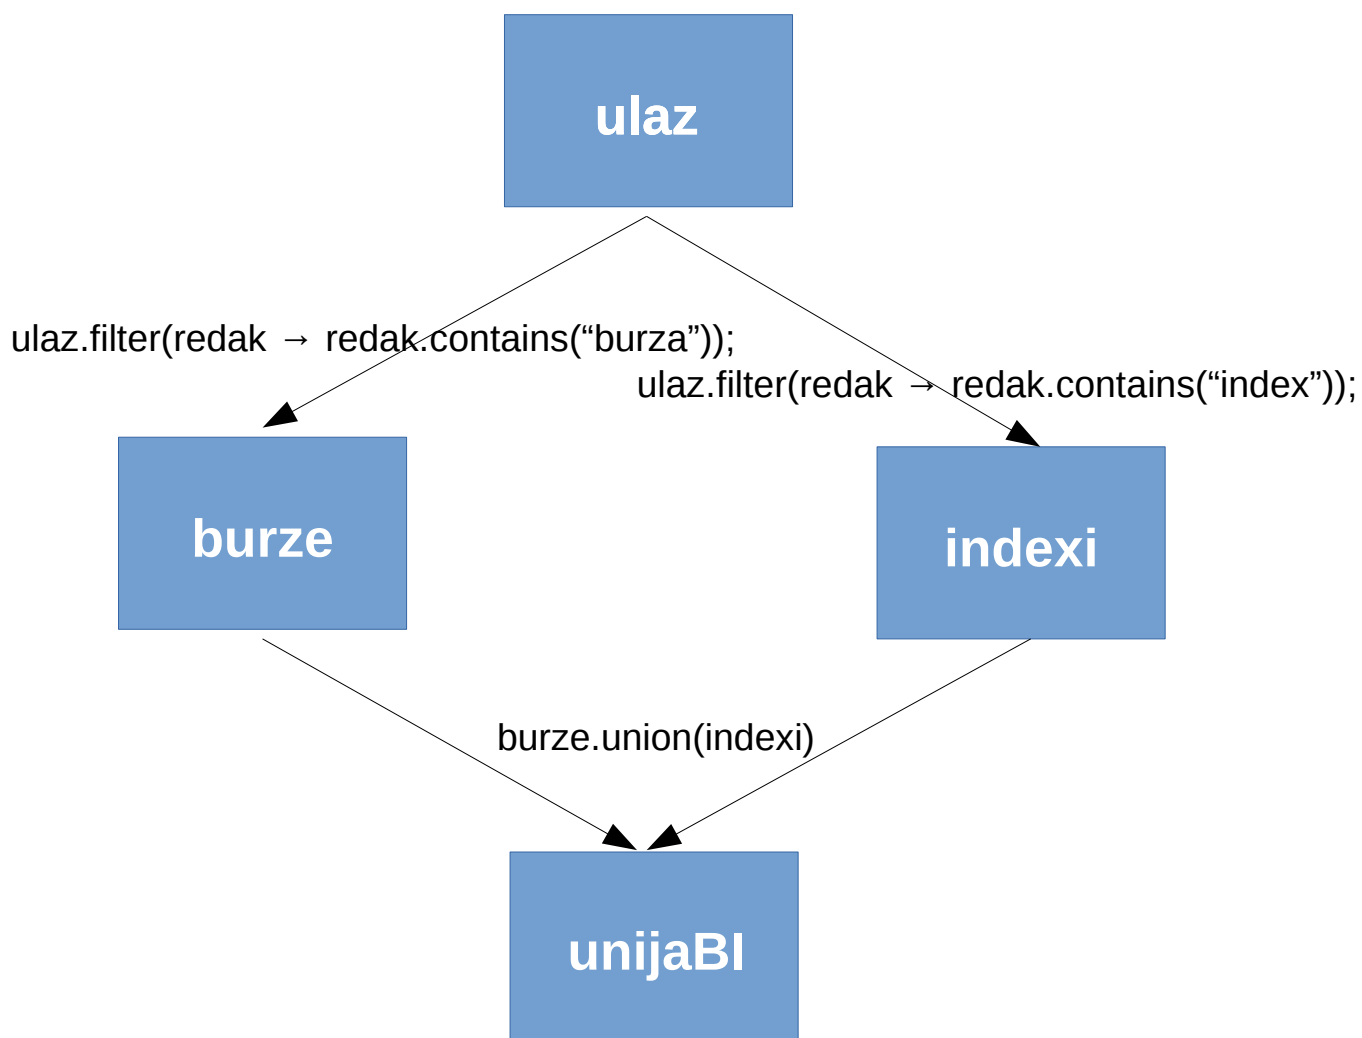 ulaz
ulaz.filter(redak → redak.contains(“burza”));
ulaz.filter(redak → redak.contains(“index”));
burze
indexi
burze.union(indexi)
unijaBI